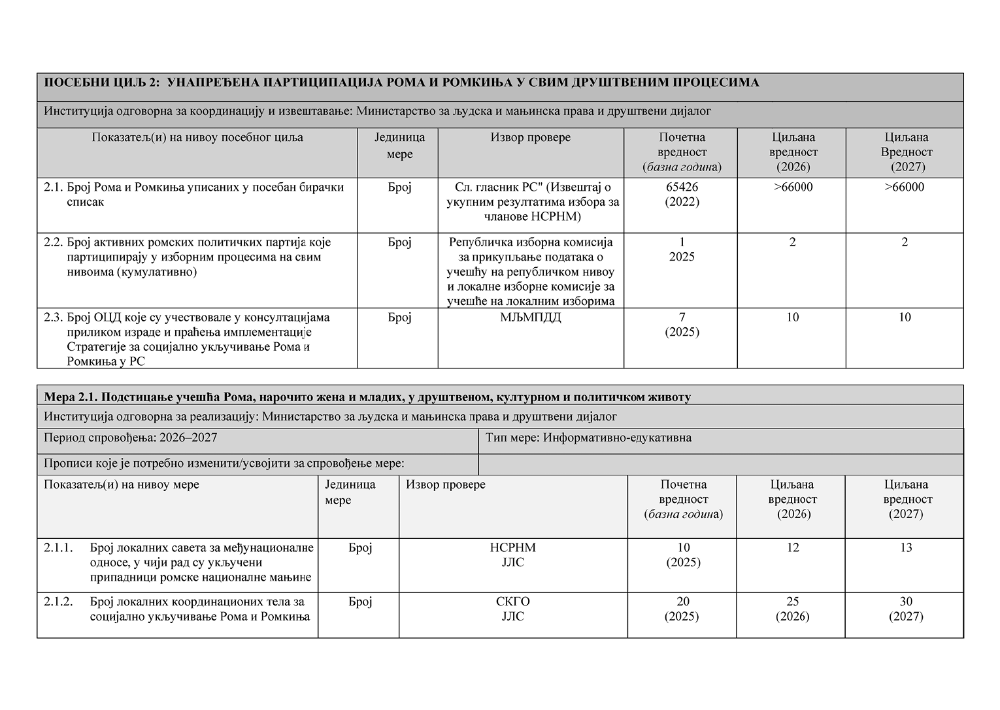 ПОСЕБНИ ЦИЉ 2: УНАПРЕЂЕНА ПАРТИЦИПАЦИЈА РОМА И РОМКИЊА У СВИМ ДРУШТВЕНИМ ПРОЦЕСИМА
Институција одговорна за координацију и извештавање: Министарство за људска и мањинска права и друштвени дијалог
Показатељ(и) на нивоу посебног циља
Јединица
мере
Извор провере
Почетна
вредност
(базна година)
Циљана
вредност
(2026)
Циљана
Вредност
(2027)
2.1. Број Рома и Ромкиња уписаних у посебан бирачки
списак
Број
Сл. гласник РС" (Извештај о
укупним резултатима избора за
чланове НСРНМ)
65426
(2022)
>66000
>66000
2.2. Број активних ромских политичких партија које
партиципирају у изборним процесима на свим
нивоима (кумулативно)
Број
Републичка изборна комисија
за прикупљање података о
учешћу на републичком нивоу
и локалне изборне комисије за
учешће на локалним изборима
1
2025
2
2
2.3. Број ОЦД које су учествовале у консултацијама
приликом израде и праћења имплементације
Стратегије за социјално укључивање Рома и
Ромкиња у РС
Број
МЉМПДД
7
(2025)
10
10
Мера 2.1. Подстицање учешћа Рома, нарочито жена и младих, у друштвеном, културном и политичком животу
Институција одговорна за реализацију: Министарство за људска и мањинска права и друштвени дијалог
Период спровођења: 2026–2027
Тип мере: Информативно-едукативна
Прописи које је потребно изменити/усвојити за спровођење мере:
Показатељ(и) на нивоу мере
Јединица
мере
Извор провере
Почетна
вредност
(базна година)
Циљана
вредност
(2026)
Циљана
вредност
(2027)
2.1.1. Број локалних савета за међунационалне
односе, у чији рад су укључени
припадници ромске националне мањине
Број
НСРНМ
ЈЛС
10
(2025)
12
13
2.1.2. Број локалних координационих тела за
социјално укључивање Рома и Ромкиња
Број
СКГО
ЈЛС
20
(2025)
25
(2026)
30
(2027)